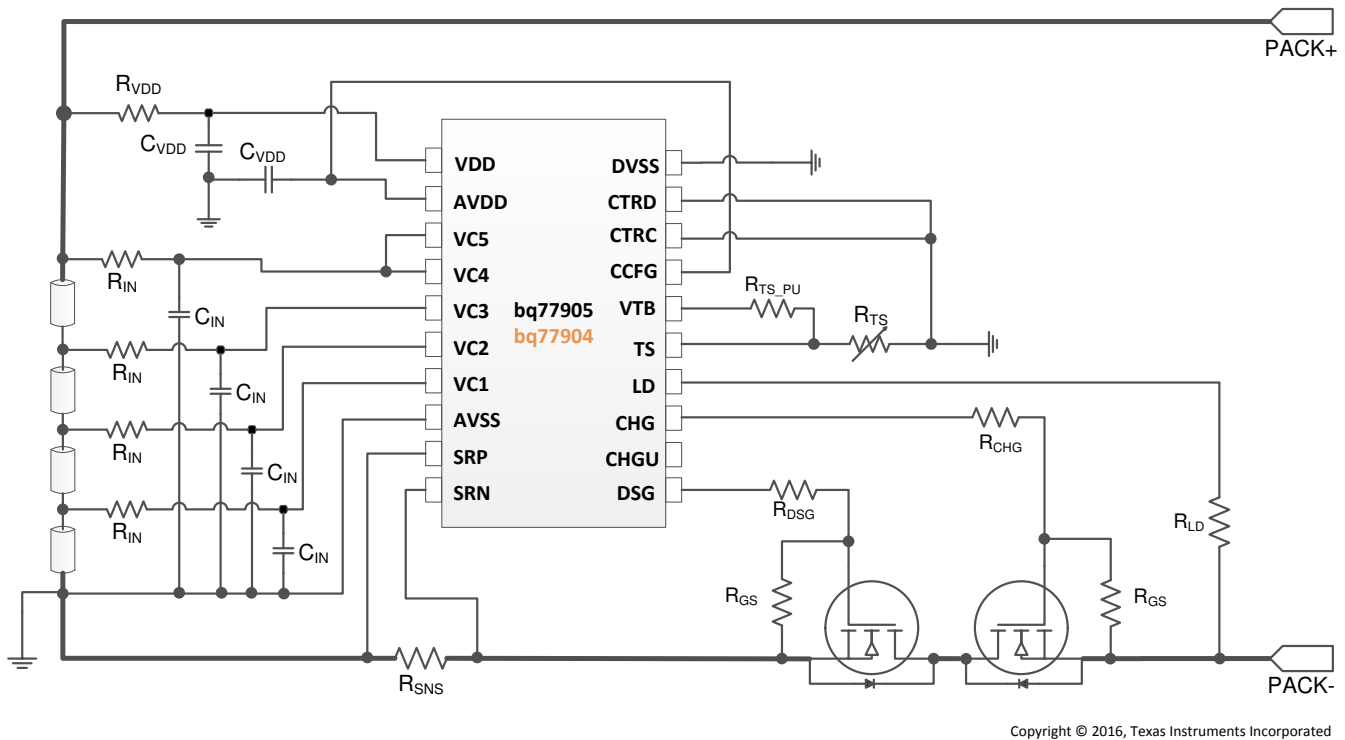 PACK+
RVDD
CVDD
CVDD
VDD
AVDD
VC5
VC4
VC3
VC2
VC1
AVSS
SRP
SRN
bq77905
bq77904
DVSS
CTRD
CTRC
CCFG
VTB
TS
LD
CHG
CHGU
DSG
RIN
CIN
RIN
CIN
RIN
CIN
RIN
CIN
RTS_PU
RTS
RCHG
RDSG
RLD
RGS
RGS
RSNS
PACK-
Copyright © 2016, Texas Instruments Incorporated